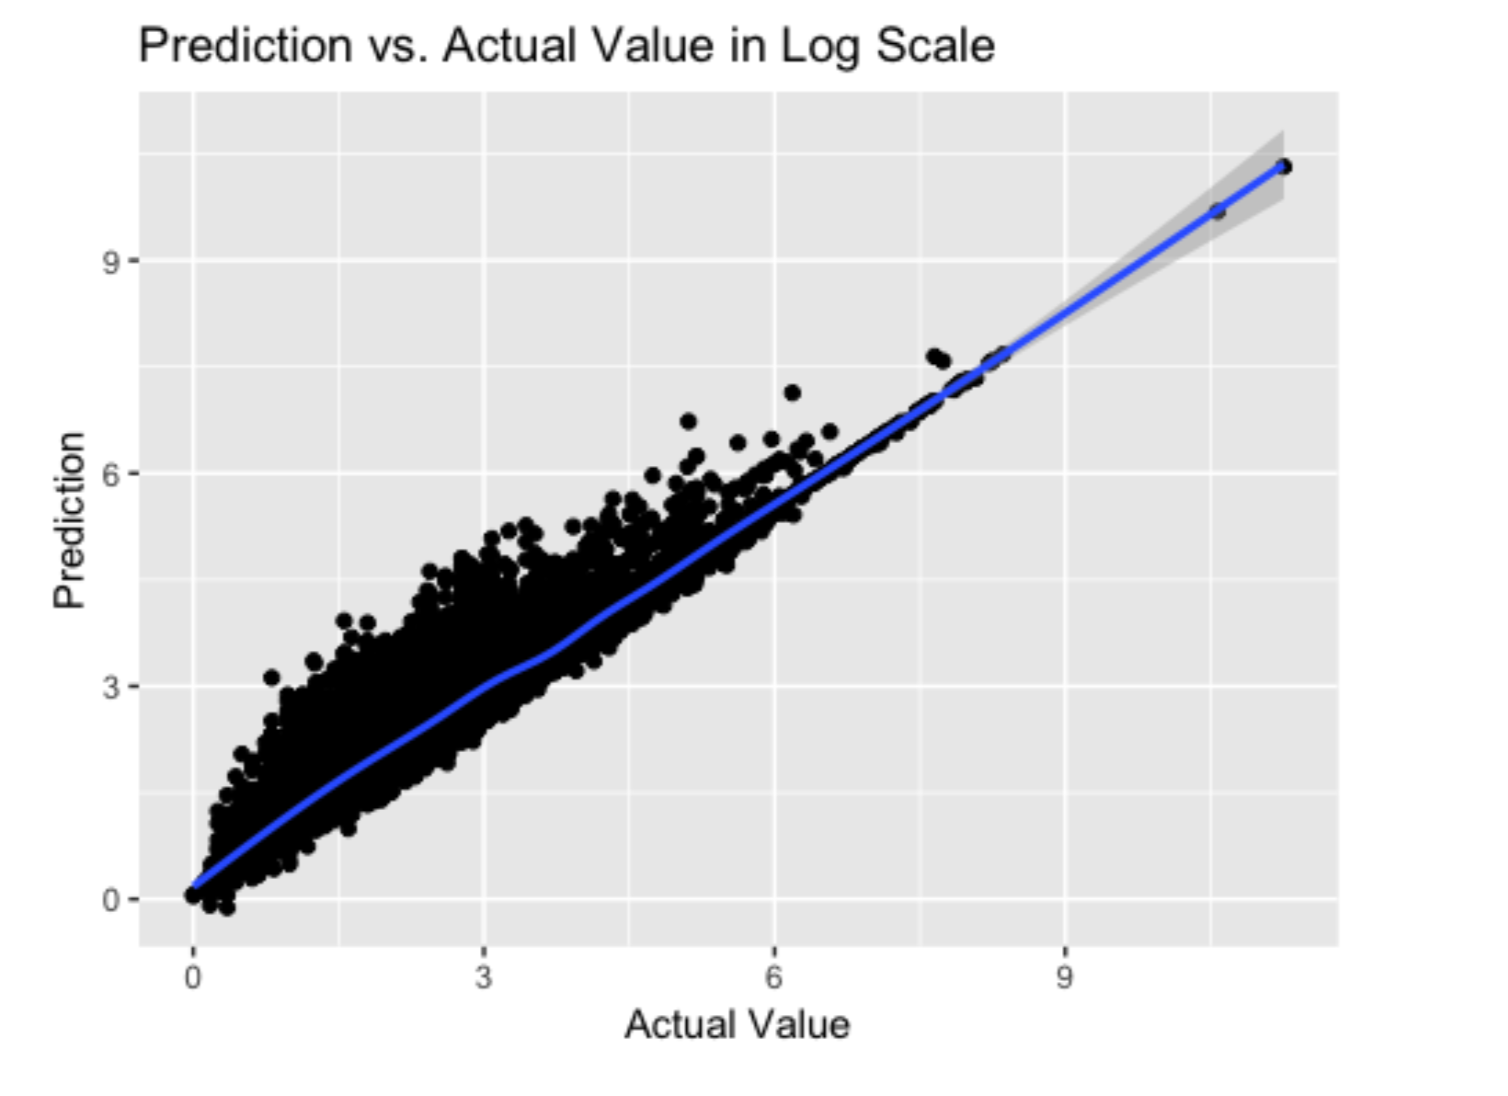 Prediction vs. Actual Value in Log Scale
Prediction
9
6
3
0
0 3 6 9
Actual Value